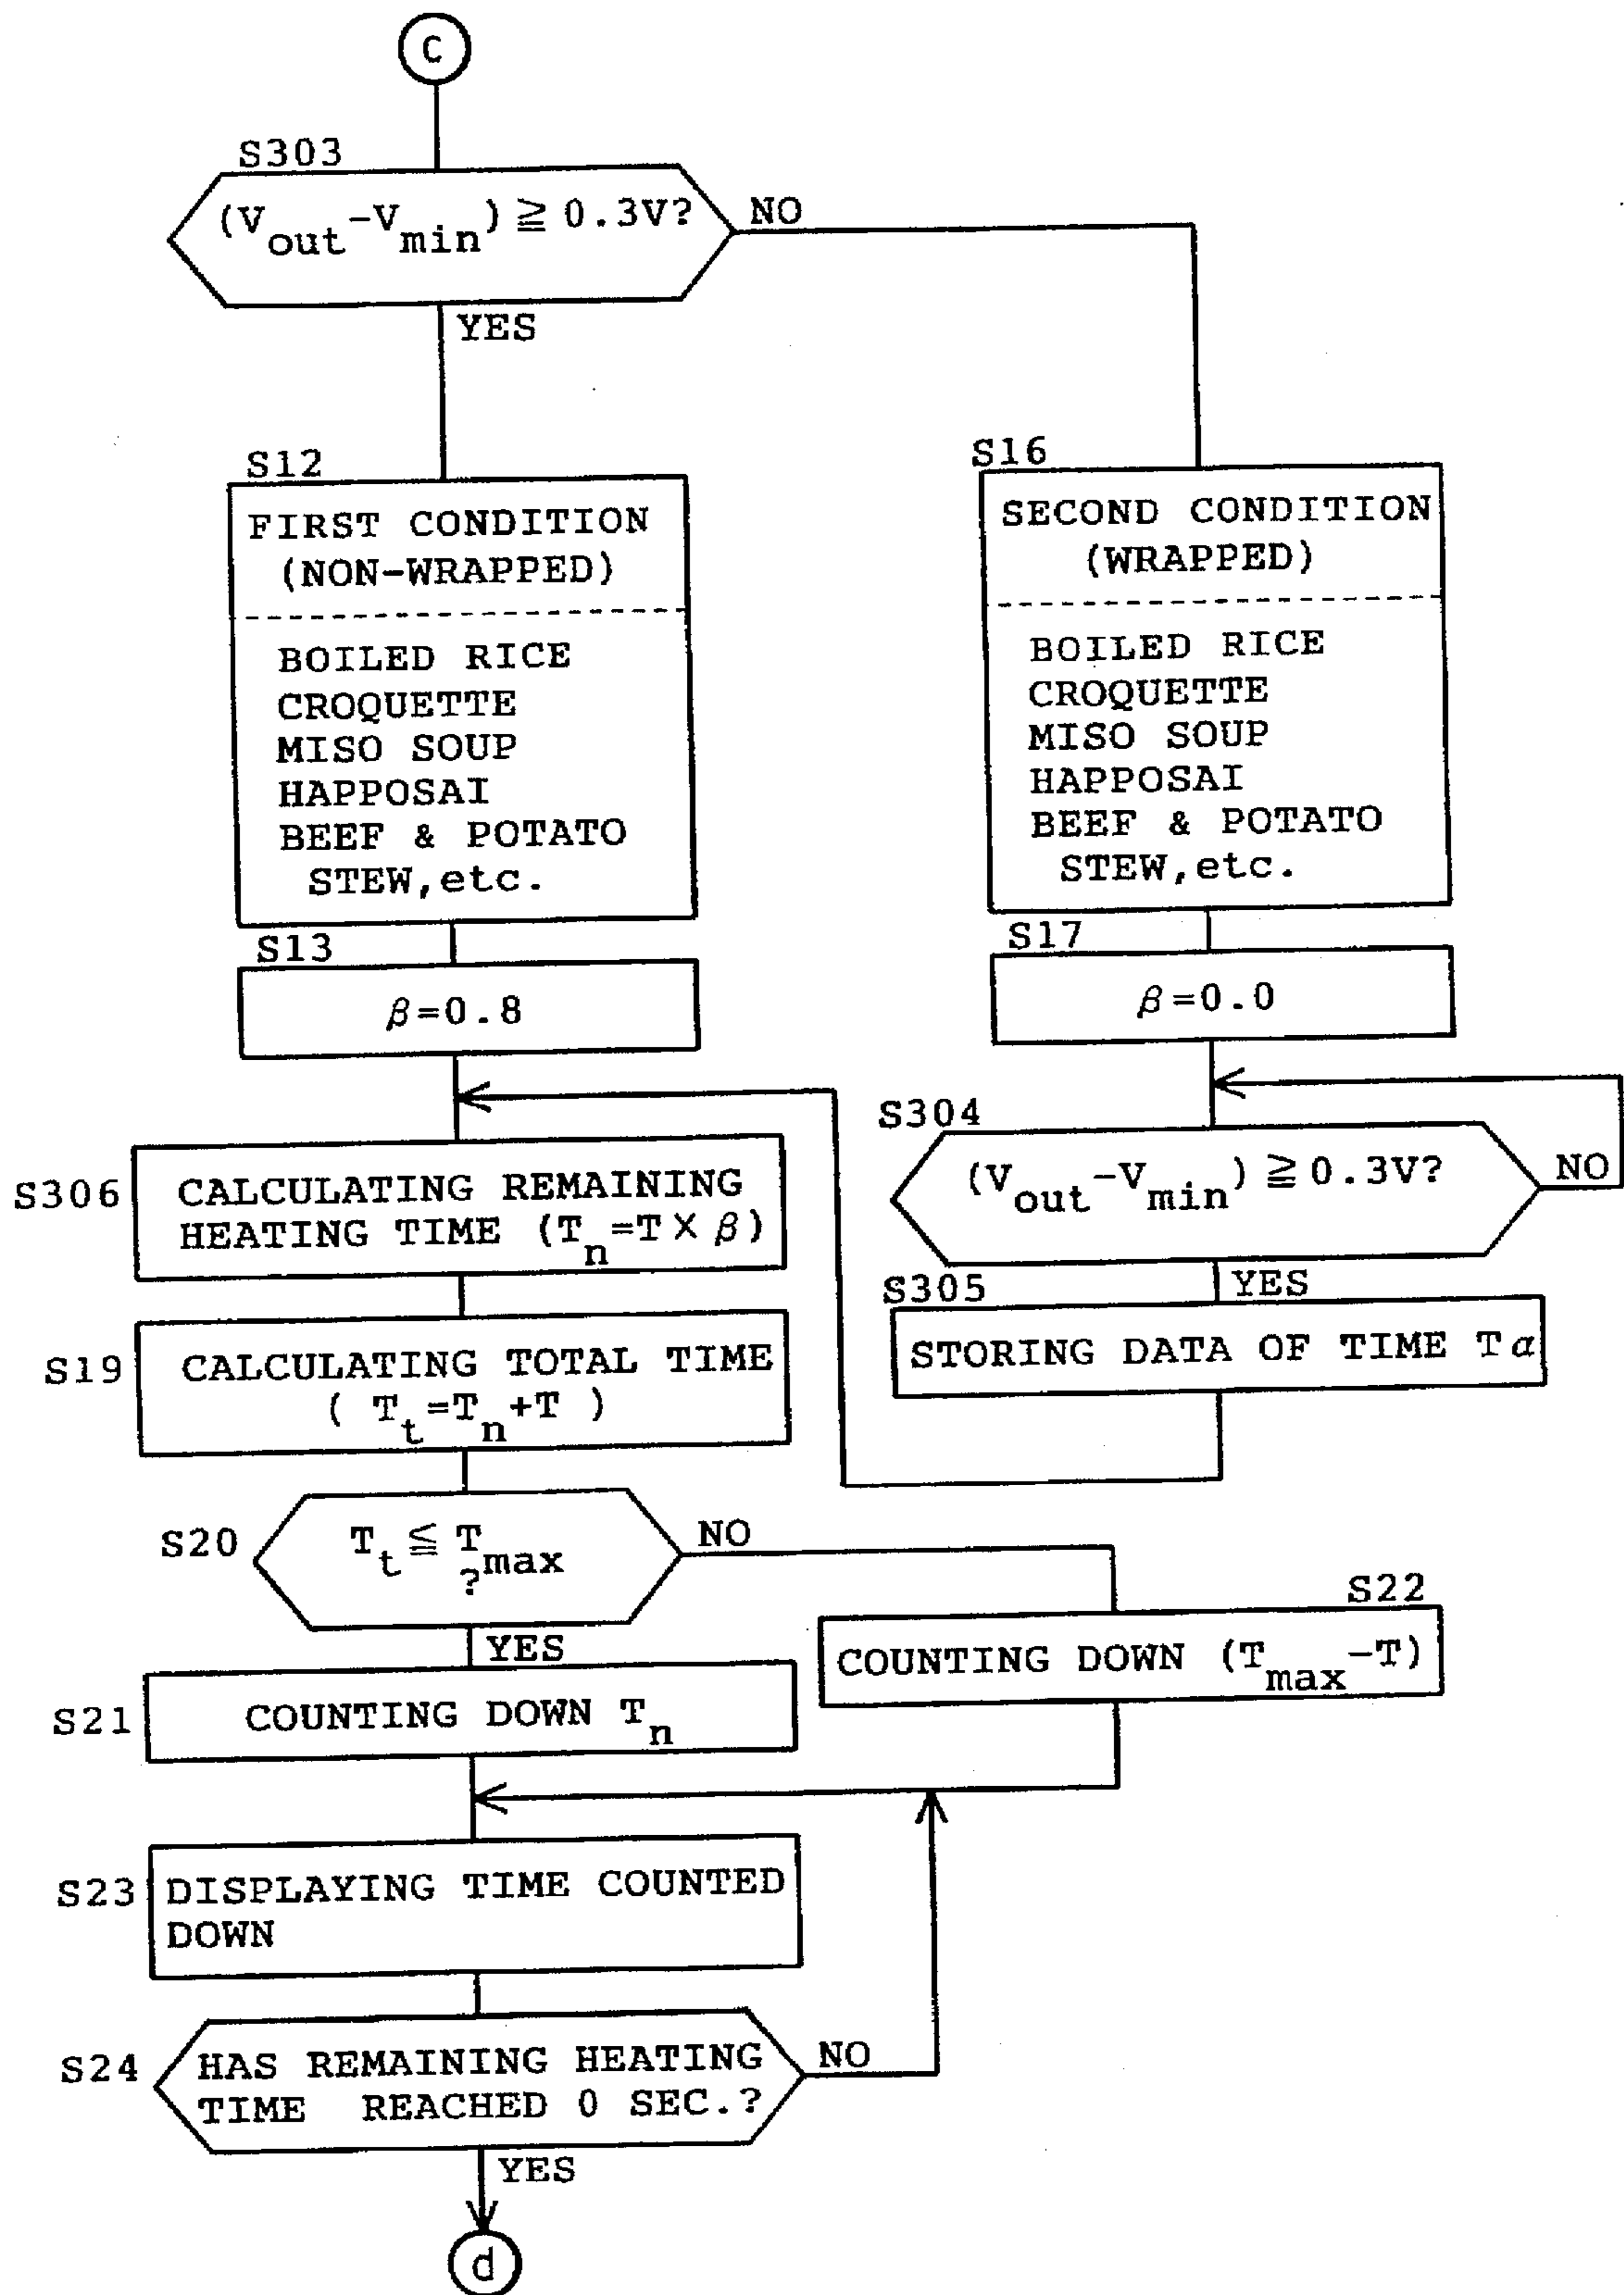 C
S303
(Vout-Vmin) ≧ 0.3V?
NO
YES
S12
FIRST CONDITION
(NON-WRAPPED)
BOILED RICE
CROQUETTE
MISO SOUP
HAPPOSAI
BEEF & POTATO
STEW,etc.
S16
SECOND CONDITION
(WRAPPED)
BOILED RICE
CROQUETTE
MISO SOUP
HAPPOSAI
BEEF & POTATO
STEW,etc.
S13
β=0.8
S17
β=0.0
S304
(Vout-Vmin) ≧ 0.3V?
NO
YES
S305
STORING DATA OF TIME Tα
S306
CALCULATING REMAINING
HEATING TIME (Tn=T×β)
S19
CALCULATING TOTAL TIME
( Tt=Tn+T )
S20
Tt ≦ Tmax
?
NO
YES
S22
COUNTING DOWN (Tmax-T)
S21
COUNTING DOWN Tn
S23
DISPLAYING TIME COUNTED
DOWN
S24
HAS REMAINING HEATING
TIME REACHED 0 SEC.?
NO
YES
d